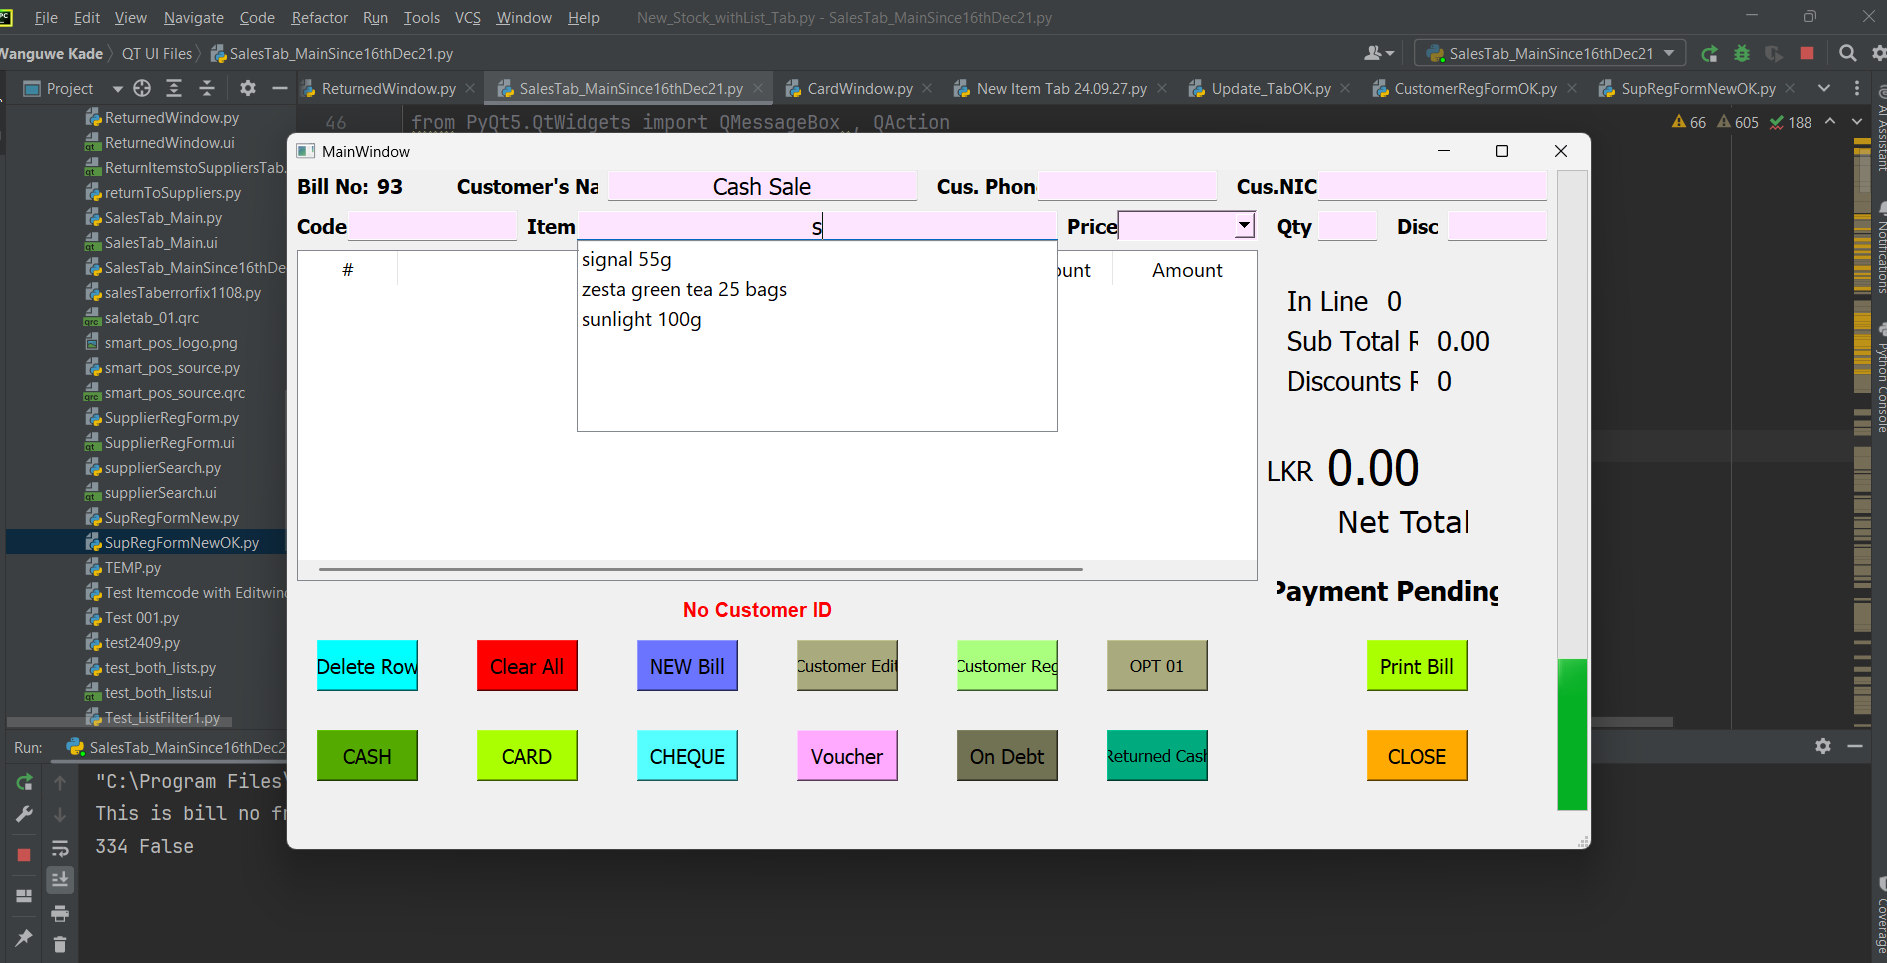 PC File Edit View Navigate Code Refactor Run Tools VCS Window Help New_Stock_withList_Tab.py - SalesTab_MainSince16thDec21.py
Wanguwe Kade QT UI Files SalesTab_MainSince16thDec21.py SalesTab_MainSince16thDec21
Project ReturnedWindow.py SalesTab_MainSince16thDec21.py CardWindow.py New Item Tab 24.09.27.py Update_TabOK.py CustomerRegFormOK.py SupRegFormNewOK.py
46 from PyQt5.QtWidgets import QMessageBox , QAction 66 605 188
ReturnedWindow.py
ReturnedWindow.ui
ReturnItemstoSuppliersTab.
returnToSuppliers.py
SalesTab_Main.py
SalesTab_Main.ui
SalesTab_MainSince16thDe
salesTaberrorfix1108.py
saletab_01.qrc
smart_pos_logo.png
smart_pos_source.py
smart_pos_source.qrc
SupplierRegForm.py
SupplierRegForm.ui
supplierSearch.py
supplierSearch.ui
SupRegFormNew.py
SupRegFormNewOK.py
TEMP.py
Test Itemcode with Editwind
Test 001.py
test2409.py
test_both_lists.py
test_both_lists.ui
Test_ListFilter1.py
MainWindow
Bill No: 93 Customer's Na Cash Sale Cus. Phon Cus.NIC
Code Item s Price Qty Disc
# ount Amount
signal 55g
zesta green tea 25 bags
sunlight 100g
In Line 0
Sub Total R 0.00
Discounts R 0
LKR 0.00
Net Total
Payment Pending
No Customer ID
Delete Row Clear All NEW Bill Customer Edit Customer Reg OPT 01 Print Bill
CASH CARD CHEQUE Voucher On Debt Returned Cash CLOSE
Run: SalesTab_MainSince16thDec2
"C:\Program Files\
This is bill no fr
334 False
AI Assistant
Notifications
Python Console
Coverage